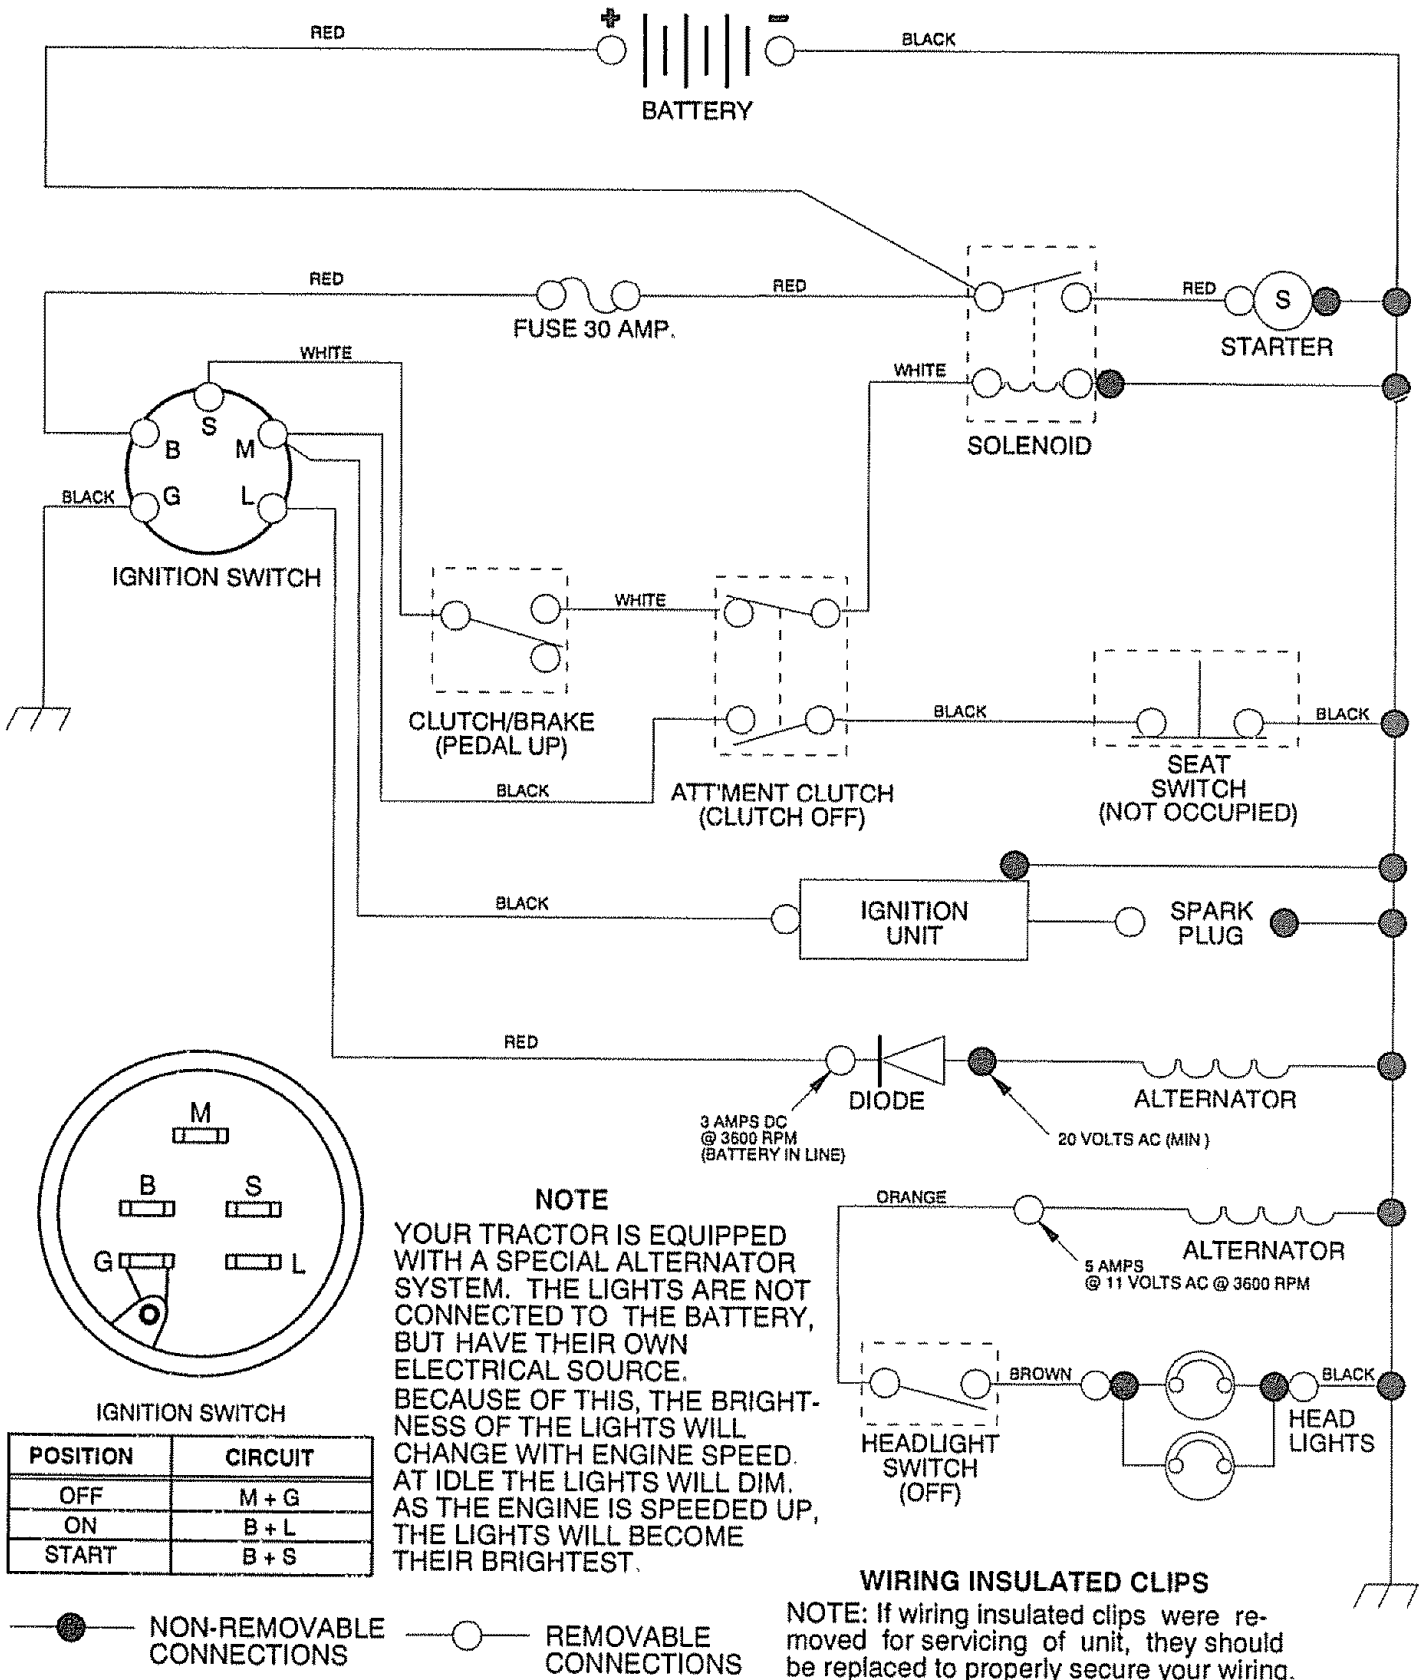 + -
RED
BLACK
BATTERY
RED
RED
RED
S
FUSE 30 AMP.
STARTER
WHITE
WHITE
S
B
M
SOLENOID
BLACK
G
L
IGNITION SWITCH
WHITE
CLUTCH/BRAKE
(PEDAL UP)
BLACK
BLACK
SEAT
SWITCH
(NOT OCCUPIED)
BLACK
ATT'MENT CLUTCH
(CLUTCH OFF)
BLACK
IGNITION
UNIT
SPARK
PLUG
RED
DIODE
ALTERNATOR
3 AMPS DC
@ 3600 RPM
(BATTERY IN LINE)
20 VOLTS AC (MIN )
M
B
S
G
L
IGNITION SWITCH
NOTE
YOUR TRACTOR IS EQUIPPED
WITH A SPECIAL ALTERNATOR
SYSTEM. THE LIGHTS ARE NOT
CONNECTED TO THE BATTERY,
BUT HAVE THEIR OWN
ELECTRICAL SOURCE.
BECAUSE OF THIS, THE BRIGHT-
NESS OF THE LIGHTS WILL
CHANGE WITH ENGINE SPEED.
AT IDLE THE LIGHTS WILL DIM.
AS THE ENGINE IS SPEEDED UP,
THE LIGHTS WILL BECOME
THEIR BRIGHTEST.
ORANGE
ALTERNATOR
5 AMPS
@ 11 VOLTS AC @ 3600 RPM
BROWN
BLACK
HEADLIGHT
SWITCH
(OFF)
HEAD
LIGHTS
POSITION CIRCUIT
OFF M + G
ON B + L
START B + S
NON-REMOVABLE
CONNECTIONS
REMOVABLE
CONNECTIONS
WIRING INSULATED CLIPS
NOTE: If wiring insulated clips were re-
moved for servicing of unit, they should
be replaced to properly secure your wiring.